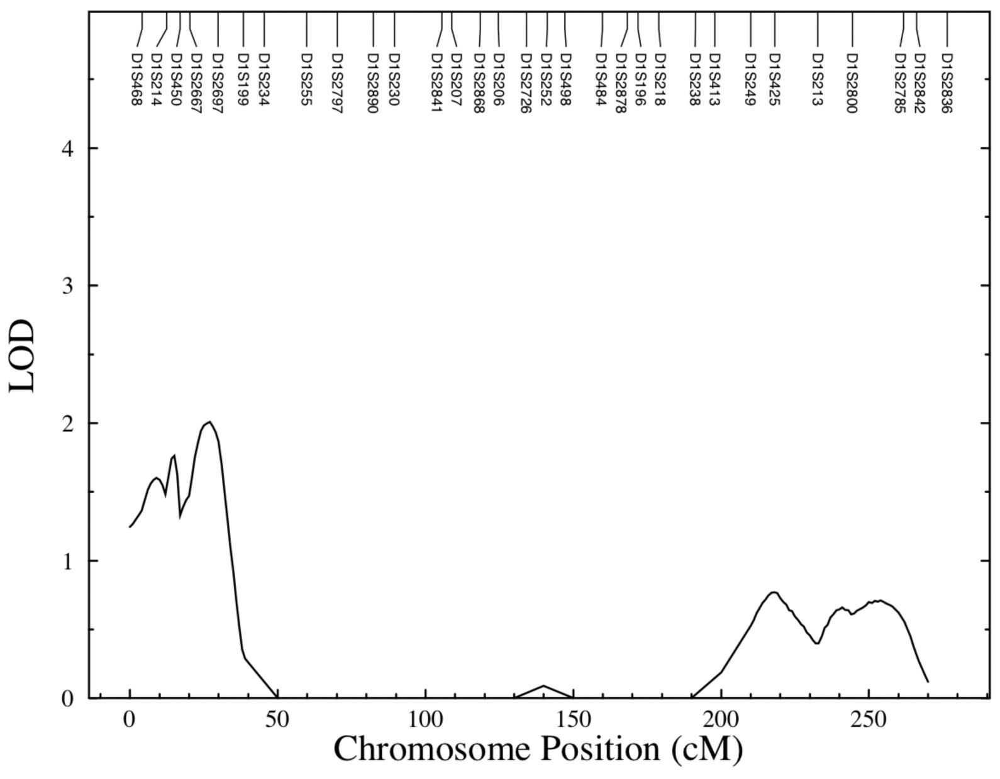 D1S468
D1S214
D1S450
D1S2667
D1S2697
D1S199
D1S234
D1S255
D1S2797
D1S2890
D1S230
D1S2841
D1S207
D1S2868
D1S206
D1S2726
D1S252
D1S498
D1S484
D1S2878
D1S196
D1S218
D1S238
D1S413
D1S249
D1S425
D1S213
D1S2800
D1S2785
D1S2842
D1S2836
4
3
2
1
0
LOD
0 50 100 150 200 250
Chromosome Position (cM)